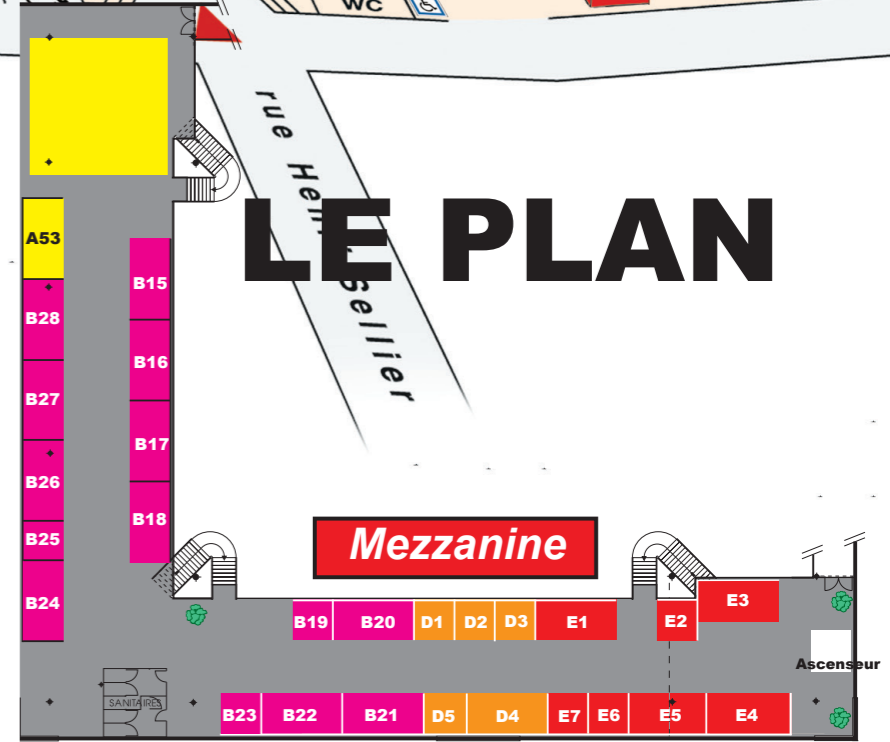 WC
rue Henri Sellier
LE PLAN
A53
B15
B28
B16
B27
B17
B26
B18
B25
B24
Mezzanine
B19 B20 D1 D2 D3 E1 E2 E3
Ascenseur
SANITAIRES
B23 B22 B21 D5 D4 E7 E6 E5 E4